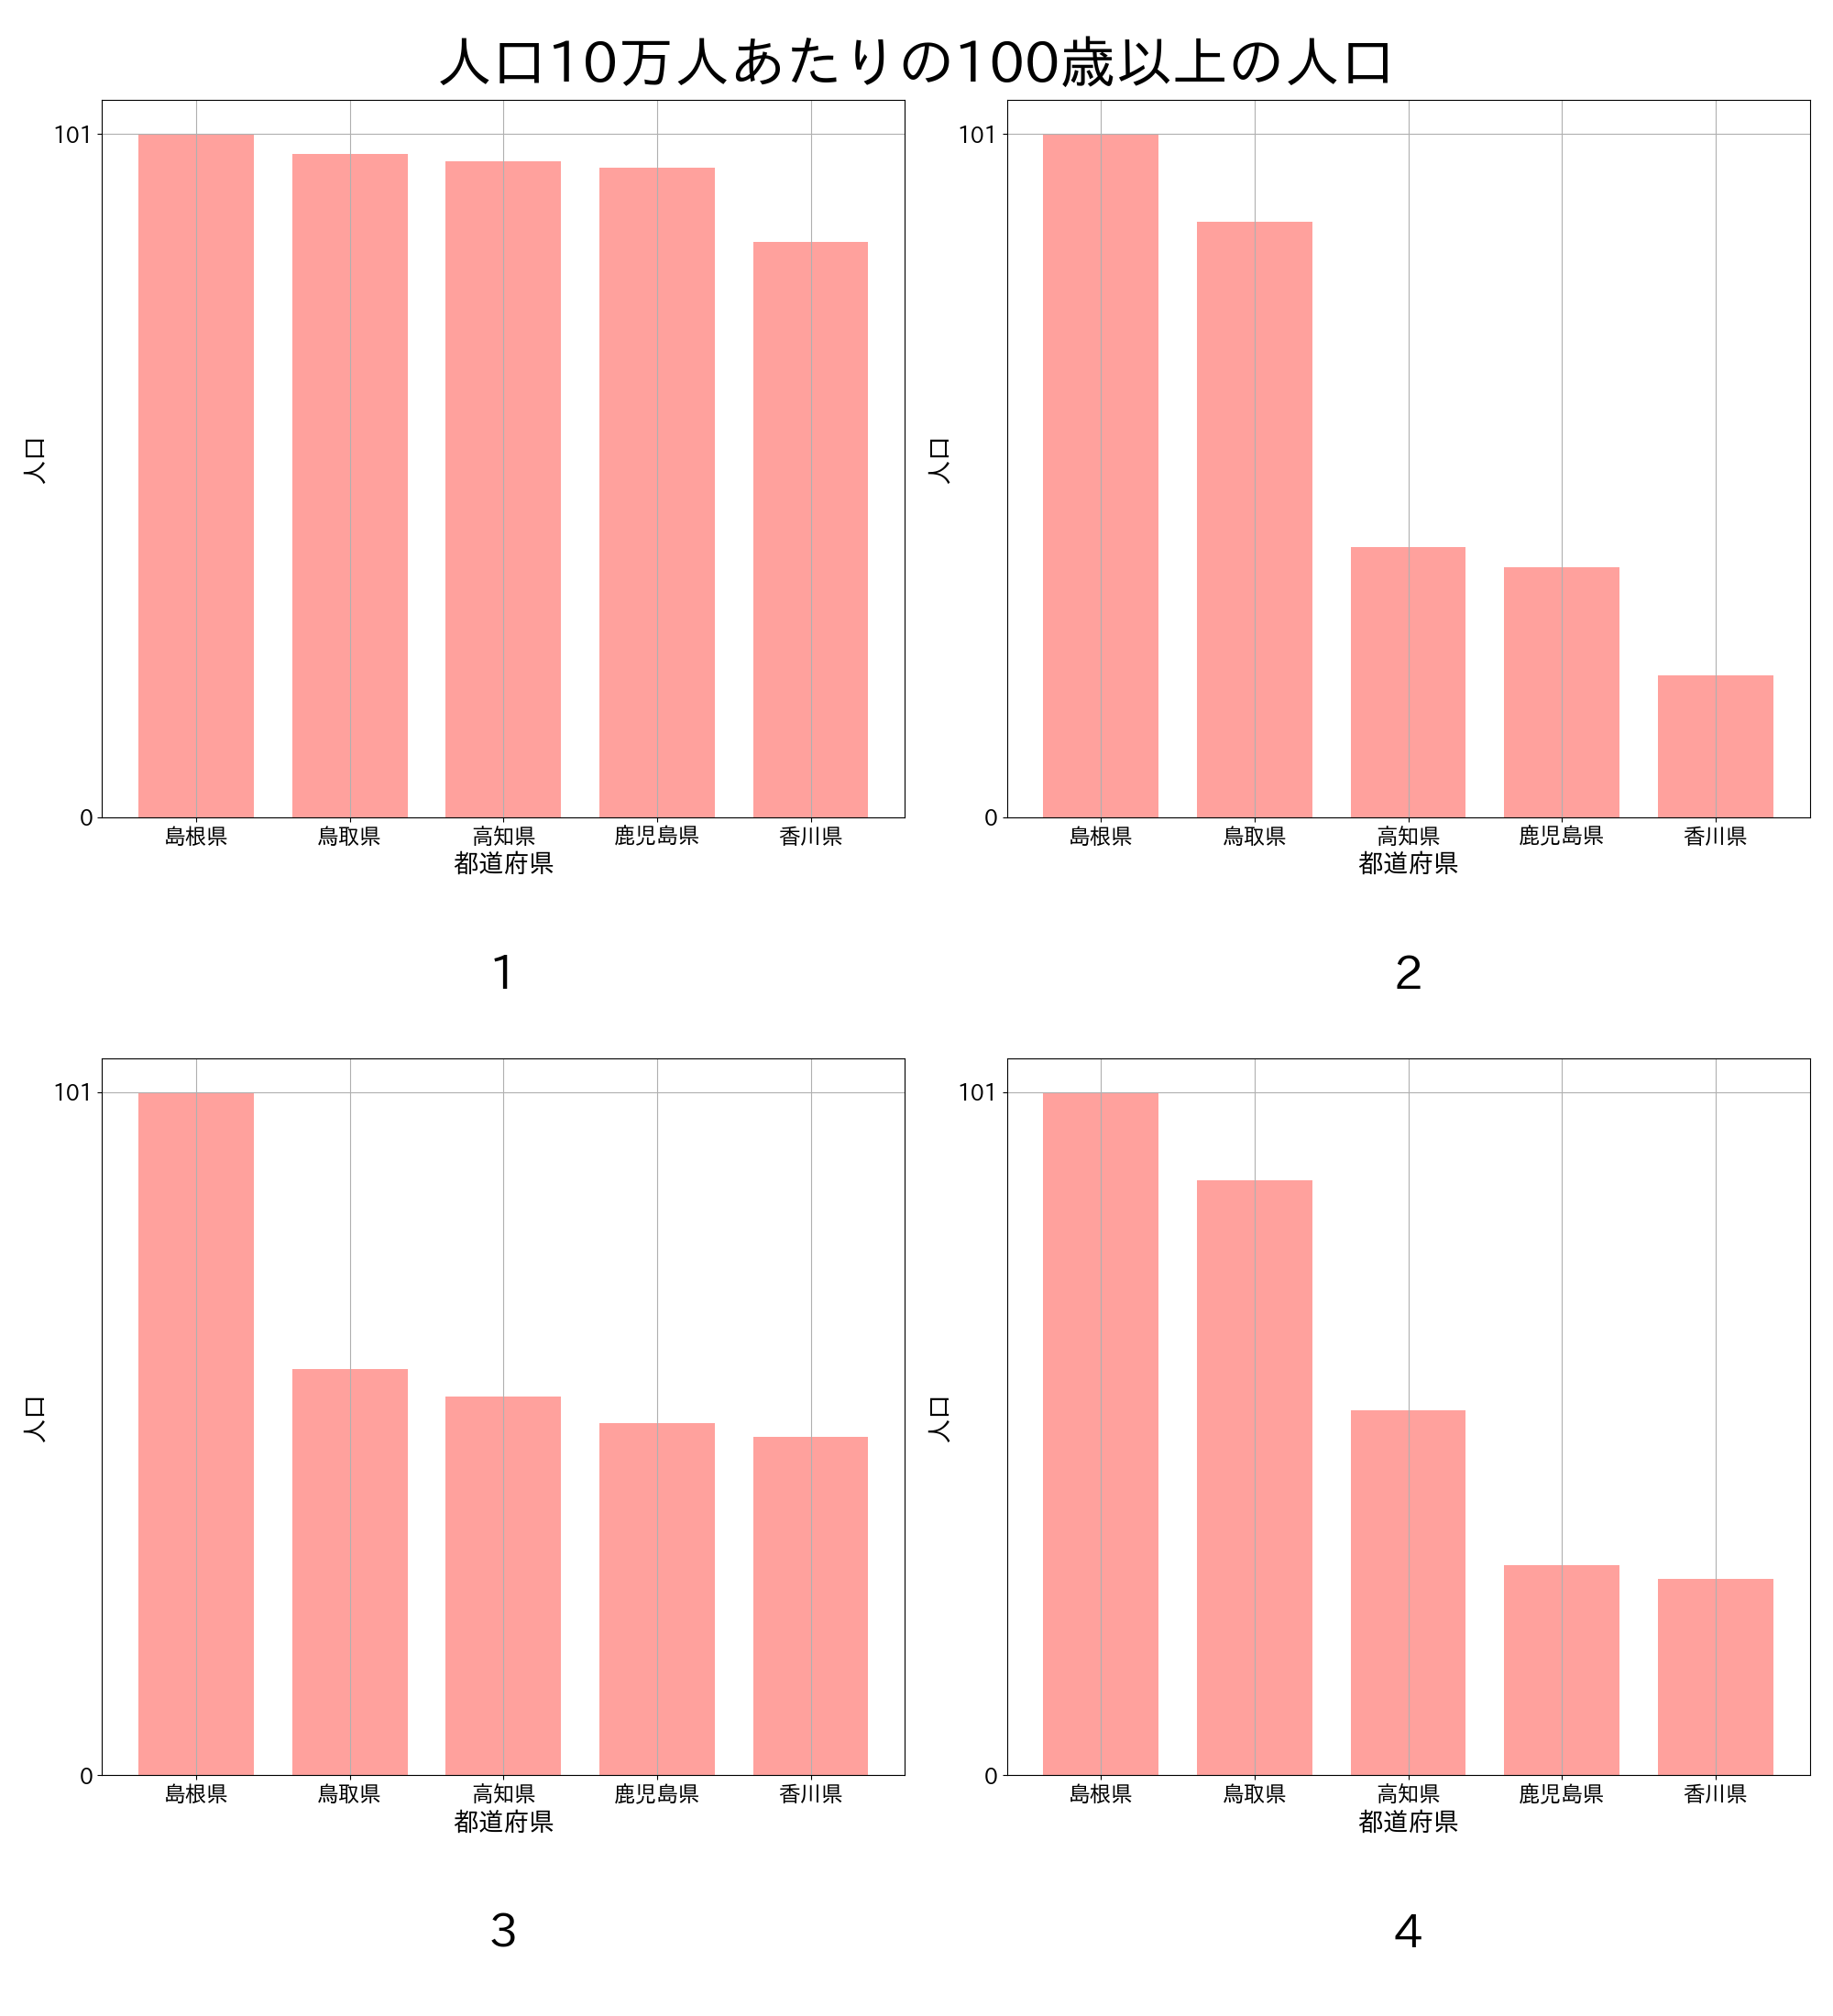 人口10万人あたりの100歳以上の人口
101
人口
0
島根県 鳥取県 高知県 鹿児島県 香川県
都道府県
1
101
人口
0
島根県 鳥取県 高知県 鹿児島県 香川県
都道府県
2
101
人口
0
島根県 鳥取県 高知県 鹿児島県 香川県
都道府県
3
101
人口
0
島根県 鳥取県 高知県 鹿児島県 香川県
都道府県
4